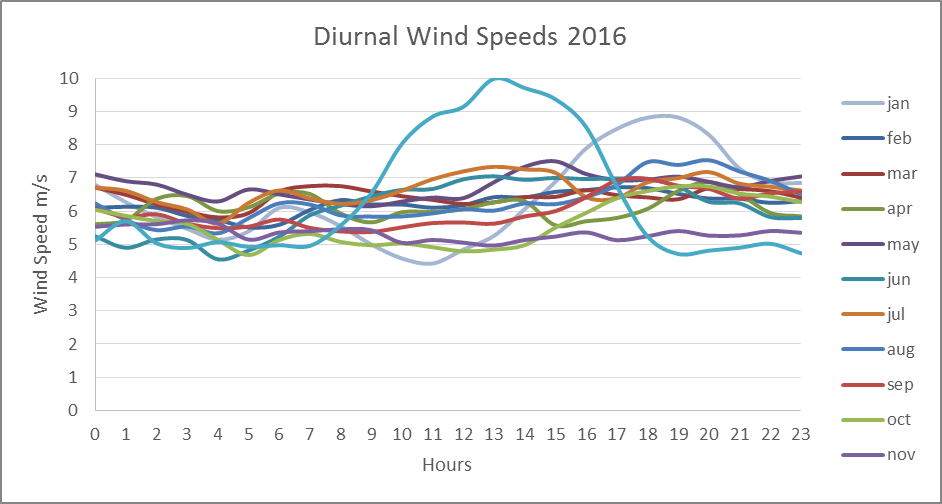 Diurnal Wind Speeds 2016
Wind Speed m/s
10
9
8
7
6
5
4
3
2
1
0
0 1 2 3 4 5 6 7 8 9 10 11 12 13 14 15 16 17 18 19 20 21 22 23
Hours
jan
feb
mar
apr
may
jun
jul
aug
sep
oct
nov